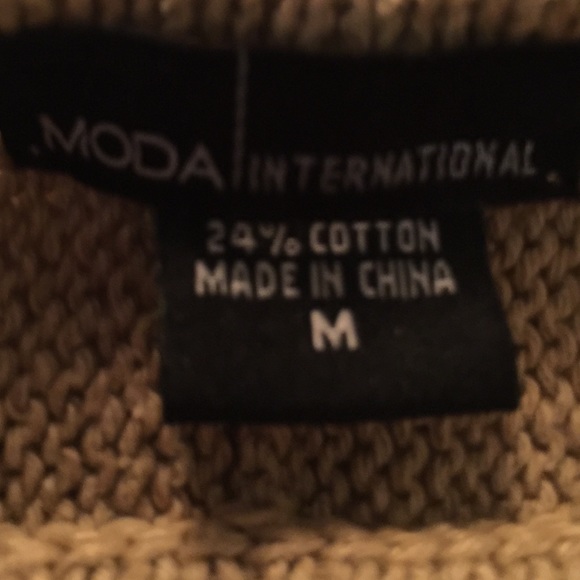 MODA INTERNATIONAL
24% COTTON
MADE IN CHINA
M